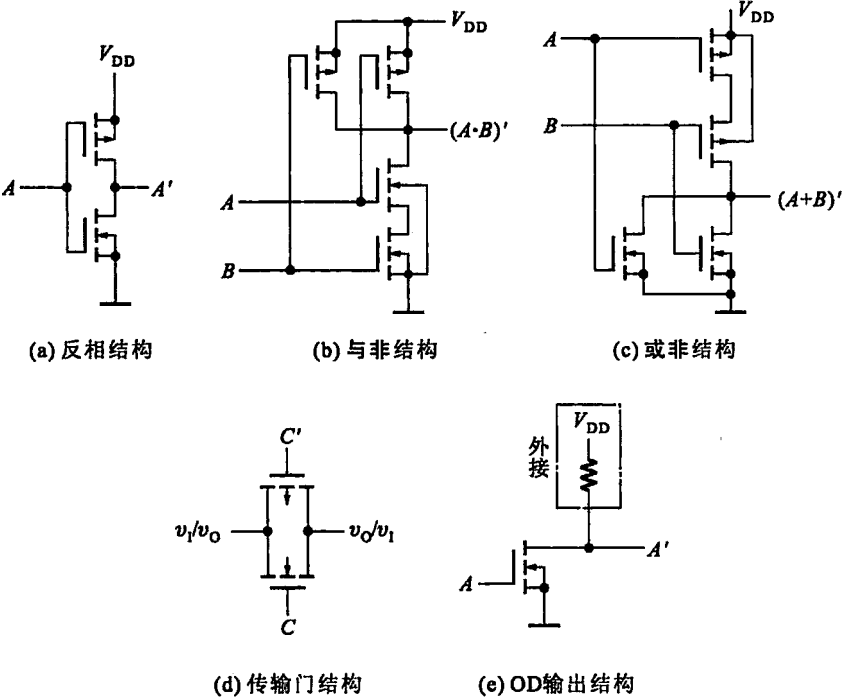 V_DD
A
A'
(a) 反相结构
V_DD
(A·B)'
A
B
(b) 与非结构
V_DD
A
B
(A+B)'
(c) 或非结构
C'
v_I/v_O
v_O/v_I
C
(d) 传输门结构
V_DD
外接
A'
A
(e) OD输出结构